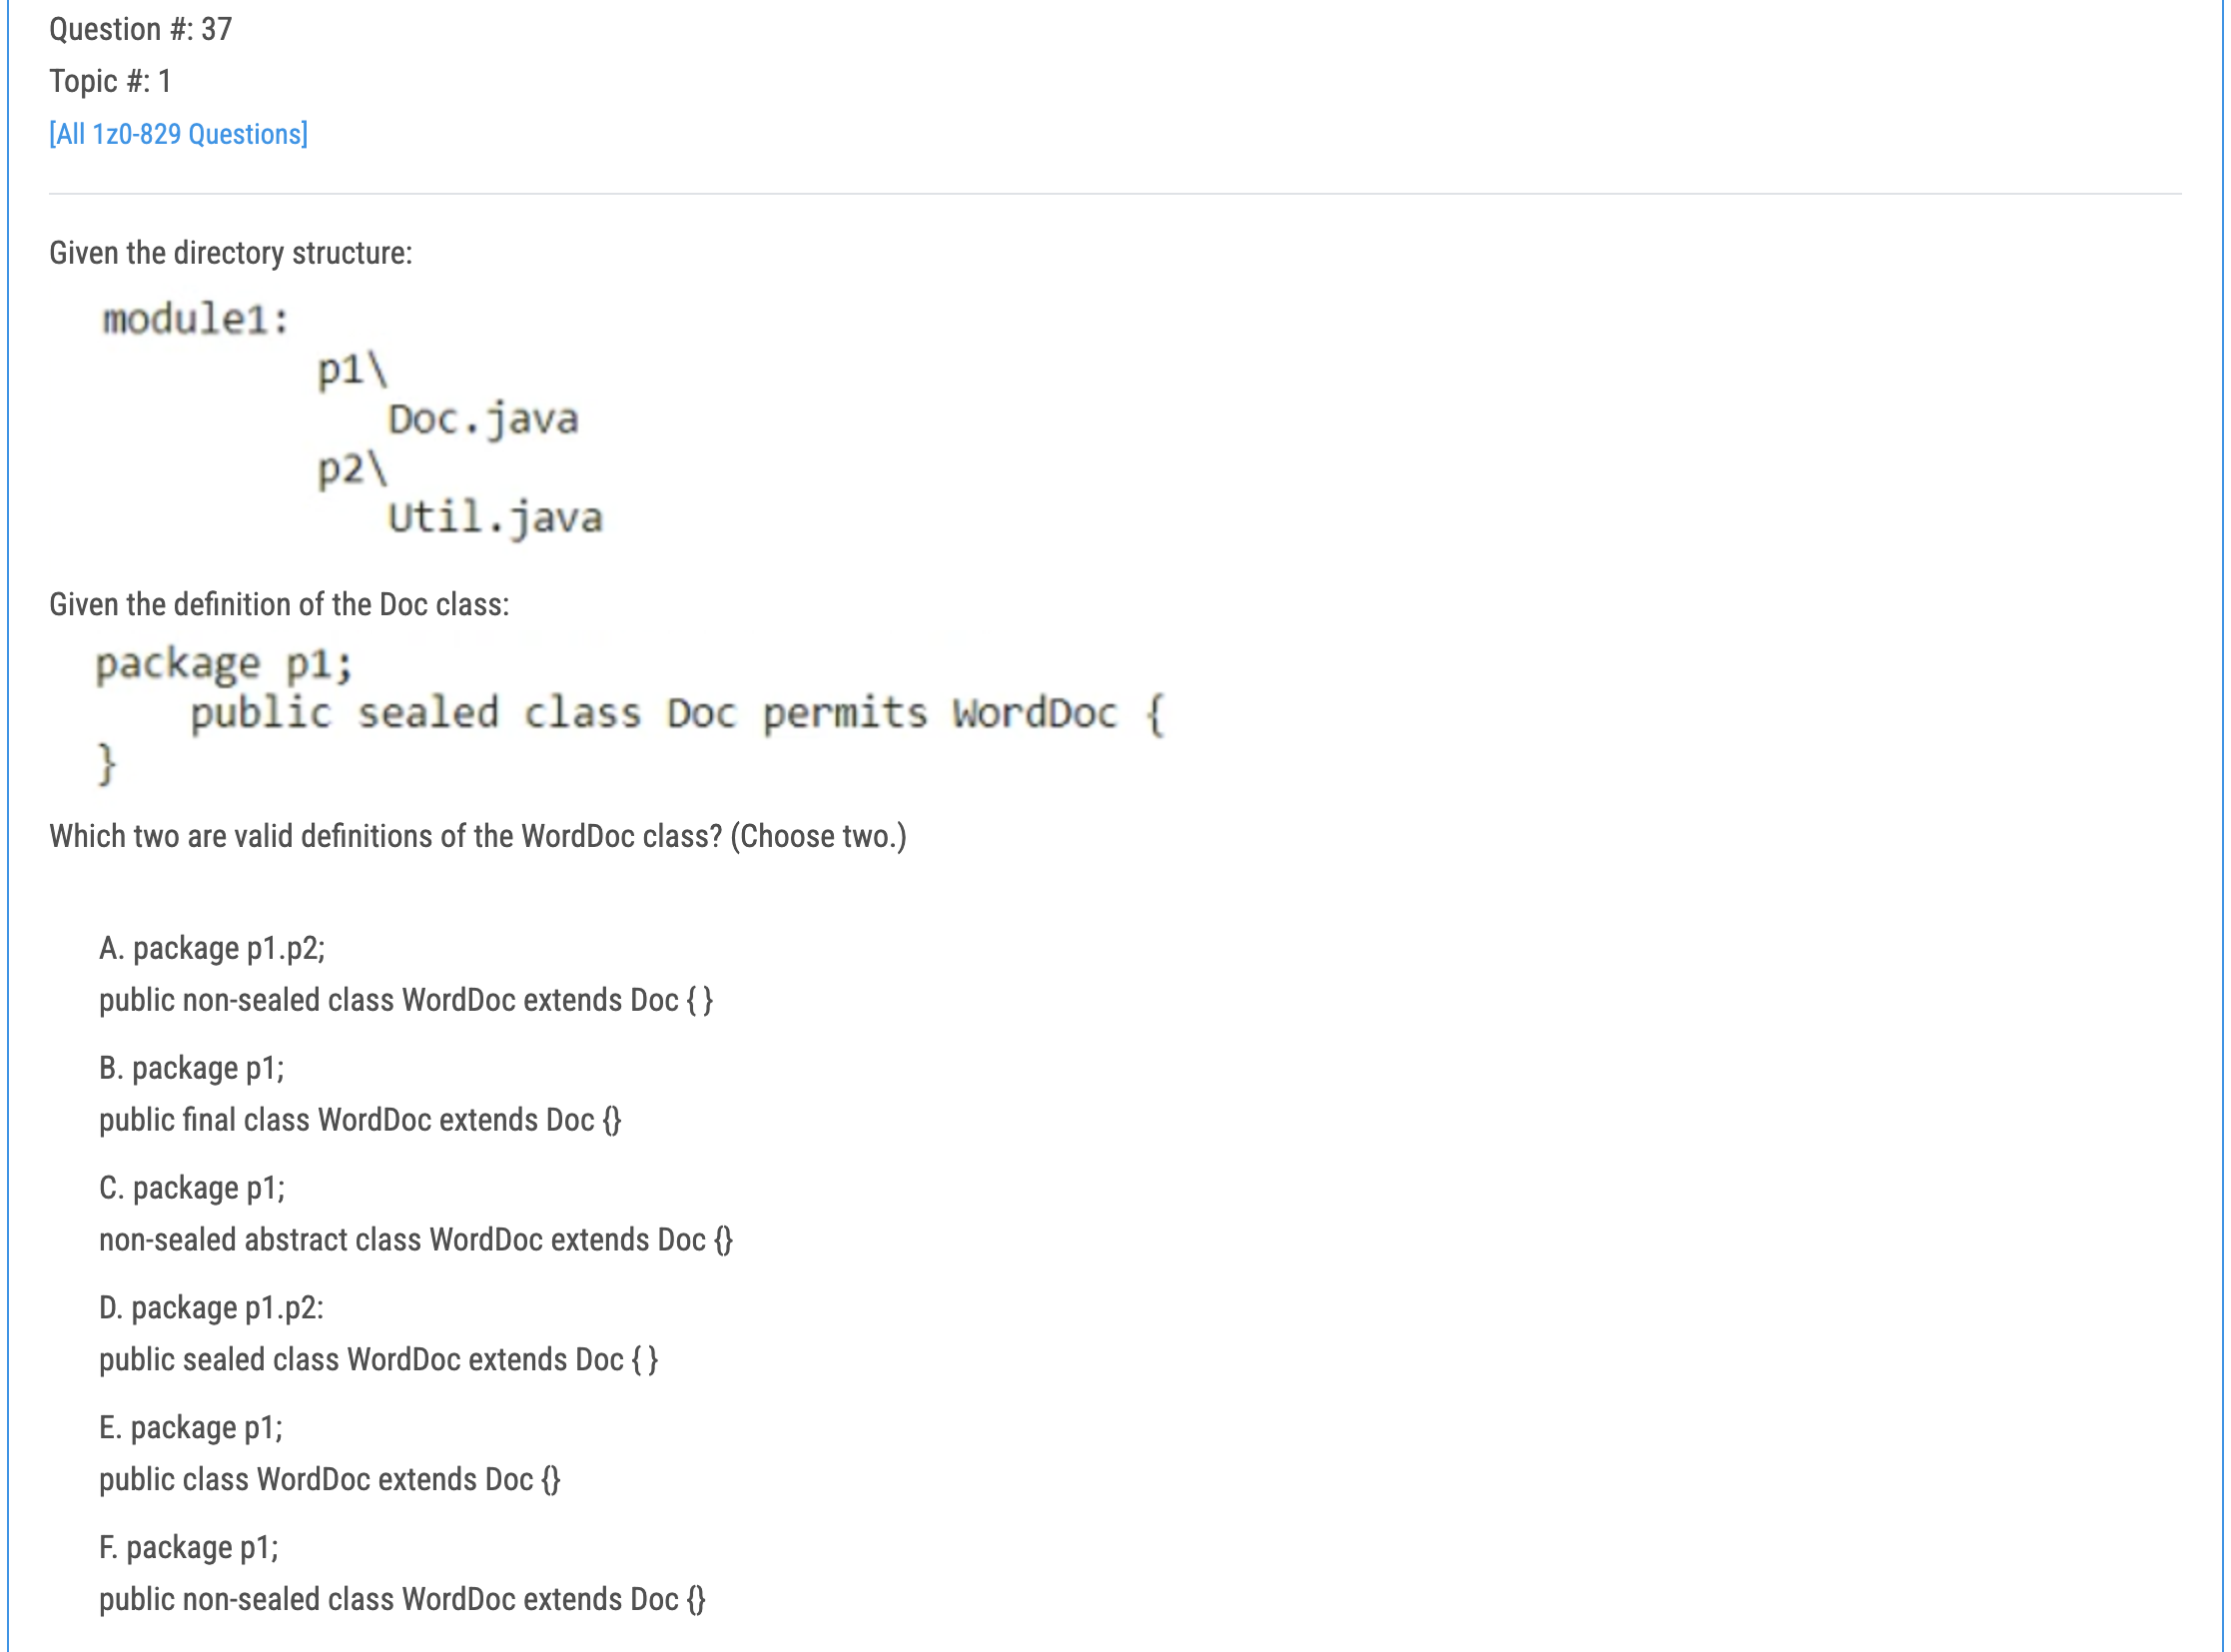 Question #: 37
Topic #: 1
[All 1z0-829 Questions]
Given the directory structure:
module1:
p1\
Doc.java
p2\
Util.java
Given the definition of the Doc class:
package p1;
public sealed class Doc permits WordDoc {
}
Which two are valid definitions of the WordDoc class? (Choose two.)
A. package p1.p2;
public non-sealed class WordDoc extends Doc { }
B. package p1;
public final class WordDoc extends Doc {}
C. package p1;
non-sealed abstract class WordDoc extends Doc {}
D. package p1.p2:
public sealed class WordDoc extends Doc { }
E. package p1;
public class WordDoc extends Doc {}
F. package p1;
public non-sealed class WordDoc extends Doc {}